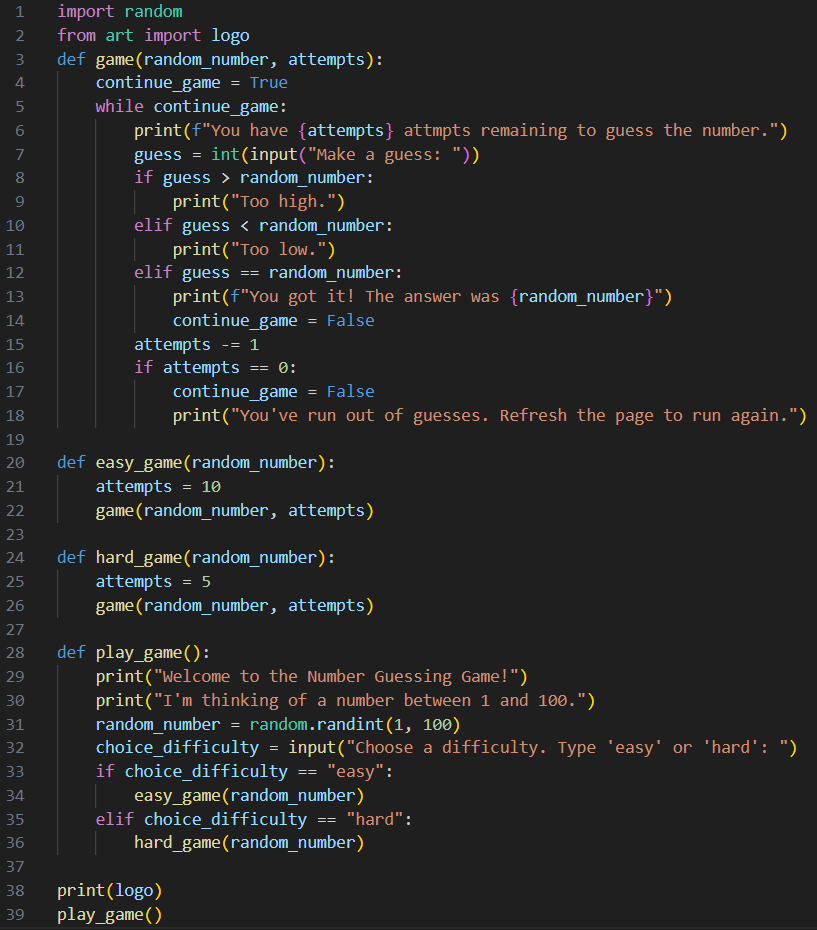 1 import random
2 from art import logo
3 def game(random_number, attempts):
4     continue_game = True
5     while continue_game:
6         print(f"You have {attempts} attmpts remaining to guess the number.")
7         guess = int(input("Make a guess: "))
8         if guess > random_number:
9             print("Too high.")
10         elif guess < random_number:
11             print("Too low.")
12         elif guess == random_number:
13             print(f"You got it! The answer was {random_number}")
14             continue_game = False
15         attempts -= 1
16         if attempts == 0:
17             continue_game = False
18             print("You've run out of guesses. Refresh the page to run again.")
19
20 def easy_game(random_number):
21     attempts = 10
22     game(random_number, attempts)
23
24 def hard_game(random_number):
25     attempts = 5
26     game(random_number, attempts)
27
28 def play_game():
29     print("Welcome to the Number Guessing Game!")
30     print("I'm thinking of a number between 1 and 100.")
31     random_number = random.randint(1, 100)
32     choice_difficulty = input("Choose a difficulty. Type 'easy' or 'hard': ")
33     if choice_difficulty == "easy":
34         easy_game(random_number)
35     elif choice_difficulty == "hard":
36         hard_game(random_number)
37
38 print(logo)
39 play_game()